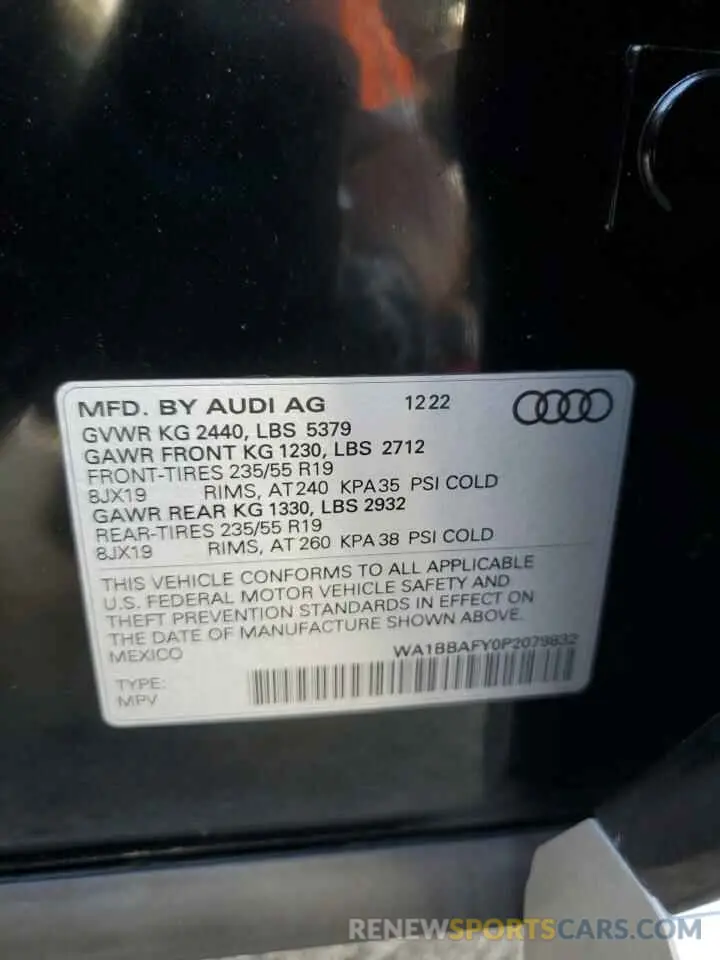 MFD. BY AUDI AG 12 22
GVWR KG 2440, LBS 5379
GAWR FRONT KG 1230, LBS 2712
FRONT-TIRES 235/55 R19
8JX19 RIMS, AT 240 KPA 35 PSI COLD
GAWR REAR KG 1330, LBS 2932
REAR-TIRES 235/55 R19
8JX19 RIMS, AT 260 KPA 38 PSI COLD
THIS VEHICLE CONFORMS TO ALL APPLICABLE
U.S. FEDERAL MOTOR VEHICLE SAFETY AND
THEFT PREVENTION STANDARDS IN EFFECT ON
THE DATE OF MANUFACTURE SHOWN ABOVE.
MEXICO WA1BBAFY0P2079832
TYPE:
MPV
RENEWSPORTSCARS.COM